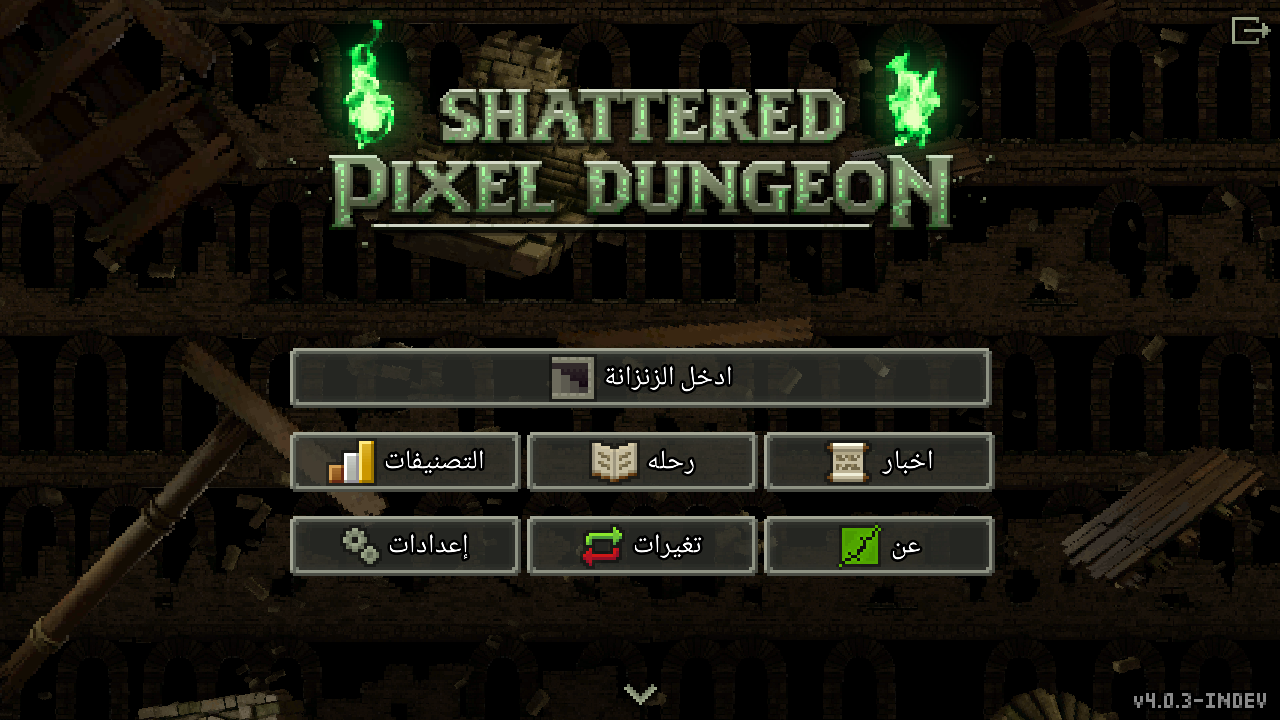 SHATTERED
PIXEL DUNGEON
ادخل الزنزانة
التصنيفات
رحله
اخبار
إعدادات
تغيرات
عن
v4.0.3-INDEV